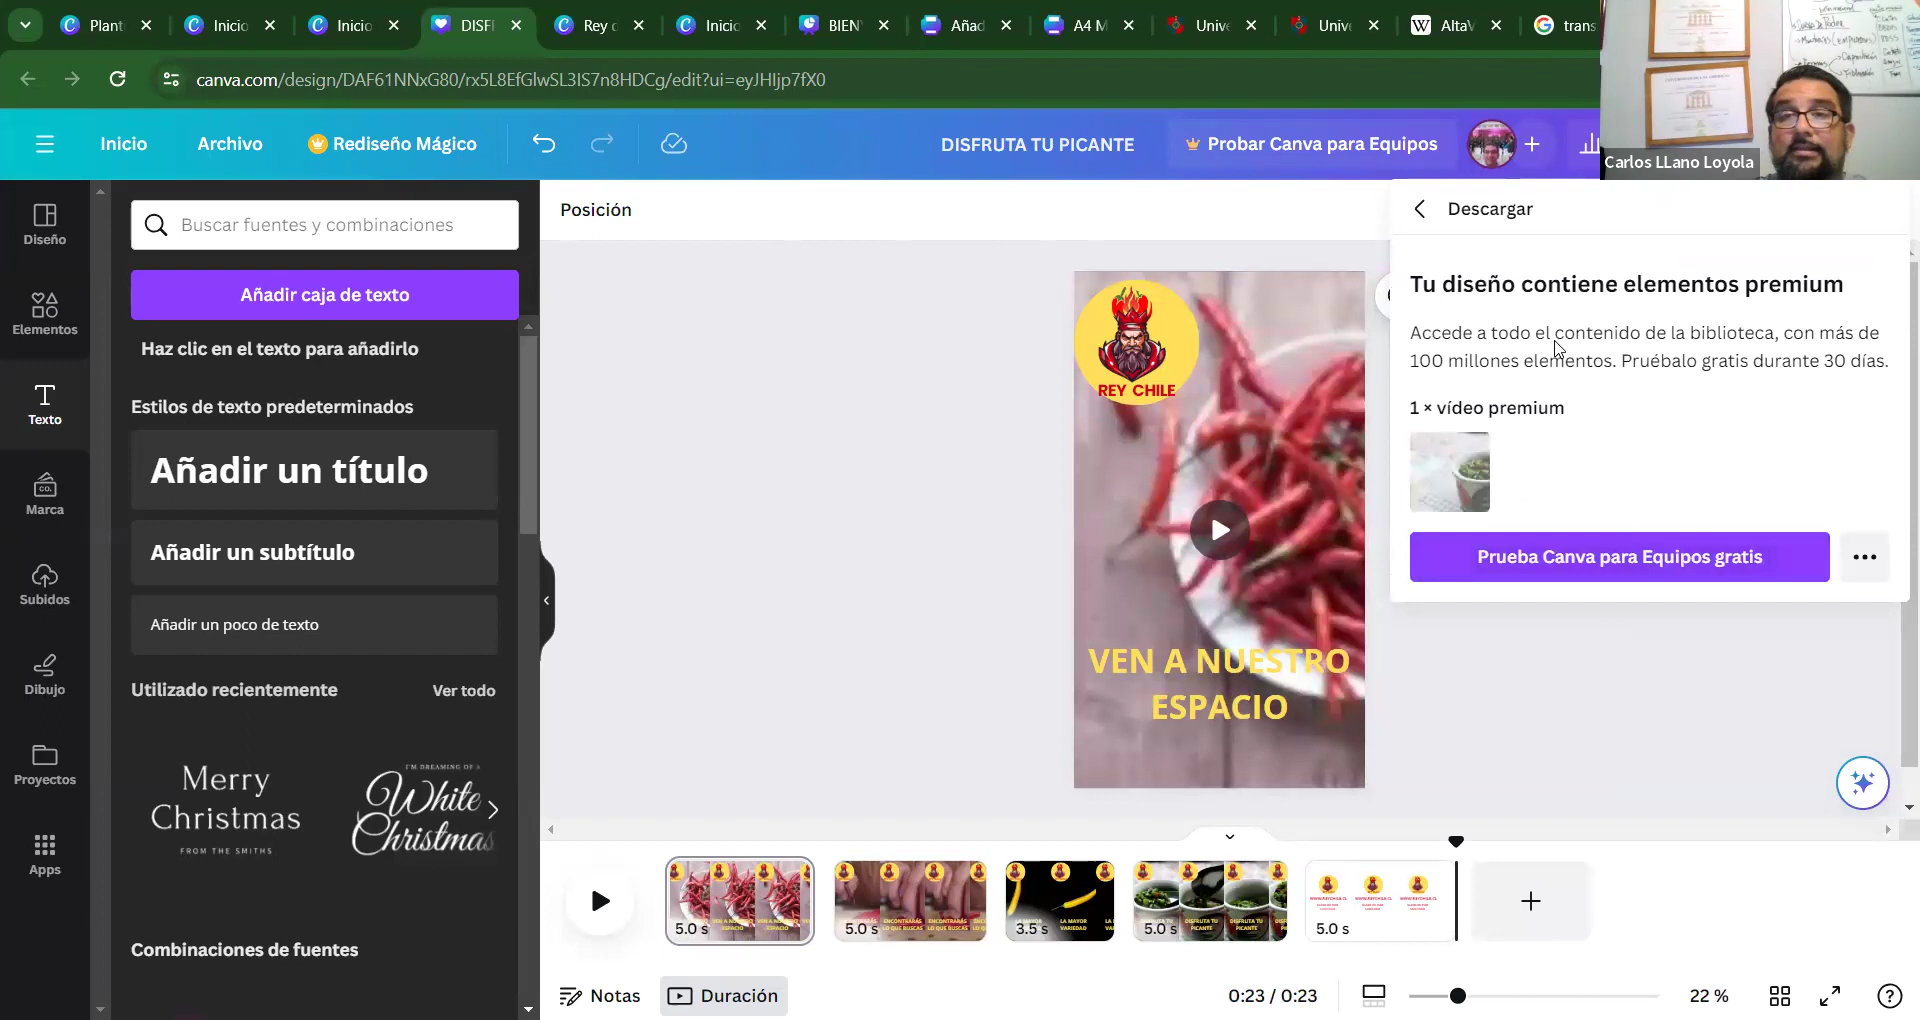 Plant
Inicio
Inicio
DISF
Rey c
Inicio
BIEN
Añad
A4 M
Unive
Unive
AltaV
trans
canva.com/design/DAF61NNxG80/rx5L8EfGlwSL3IS7n8HDCg/edit?ui=eyJHIjp7fX0
Inicio
Archivo
Rediseño Mágico
DISFRUTA TU PICANTE
Probar Canva para Equipos
Carlos LLano Loyola
Diseño
Elementos
Texto
Marca
Subidos
Dibujo
Proyectos
Apps
Buscar fuentes y combinaciones
Añadir caja de texto
Haz clic en el texto para añadirlo
Estilos de texto predeterminados
Añadir un título
Añadir un subtítulo
Añadir un poco de texto
Utilizado recientemente
Ver todo
Merry
Christmas
FROM THE SMITHS
I'M DREAMING OF A
White
Christmas
Combinaciones de fuentes
Posición
REY CHILE
VEN A NUESTRO
ESPACIO
Descargar
Tu diseño contiene elementos premium
Accede a todo el contenido de la biblioteca, con más de
100 millones elementos. Pruébalo gratis durante 30 días.
1 × vídeo premium
Prueba Canva para Equipos gratis
5.0 s
5.0 s
3.5 s
5.0 s
5.0 s
Notas
Duración
0:23 / 0:23
22 %